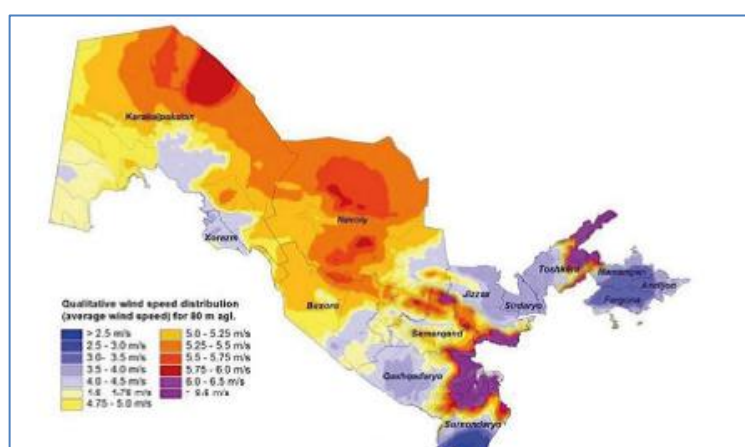 Karakalpakstan
Navoiy
Xorazm
Toshkent
Namangan
Andijon
Fargona
Jizzax
Sirdaryo
Buxoro
Samarqand
Qashqadaryo
Surxondaryo
Qualitative wind speed distribution
(average wind speed) for 80 m agl.
> 2.5 m/s
2.5 - 3.0 m/s
3.0 - 3.5 m/s
3.5 - 4.0 m/s
4.0 - 4.5 m/s
4.75 - 5.0 m/s
5.0 - 5.25 m/s
5.25 - 5.5 m/s
5.5 - 5.75 m/s
5.75 - 6.0 m/s
6.0 - 6.5 m/s